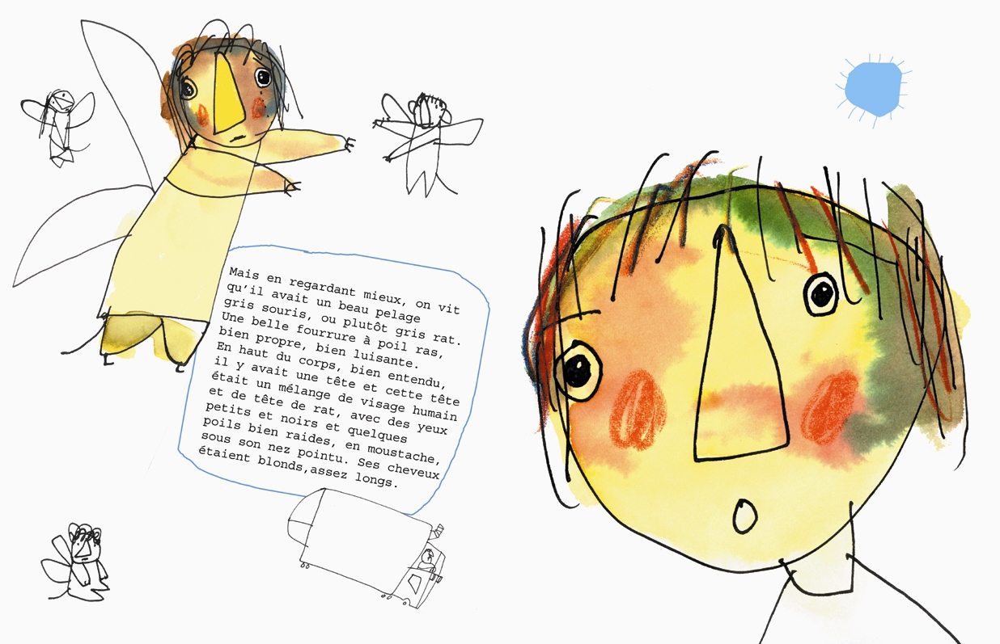 Mais en regardant mieux, on vit
qu'il avait un beau pelage
gris souris, ou plutôt gris rat.
Une belle fourrure à poil ras,
bien propre, bien luisante.
En haut du corps, bien entendu,
il y avait une tête et cette tête
était un mélange de visage humain
et de tête de rat, avec des yeux
petits et noirs et quelques
poils bien raides, en moustache,
sous son nez pointu. Ses cheveux
étaient blonds,assez longs.